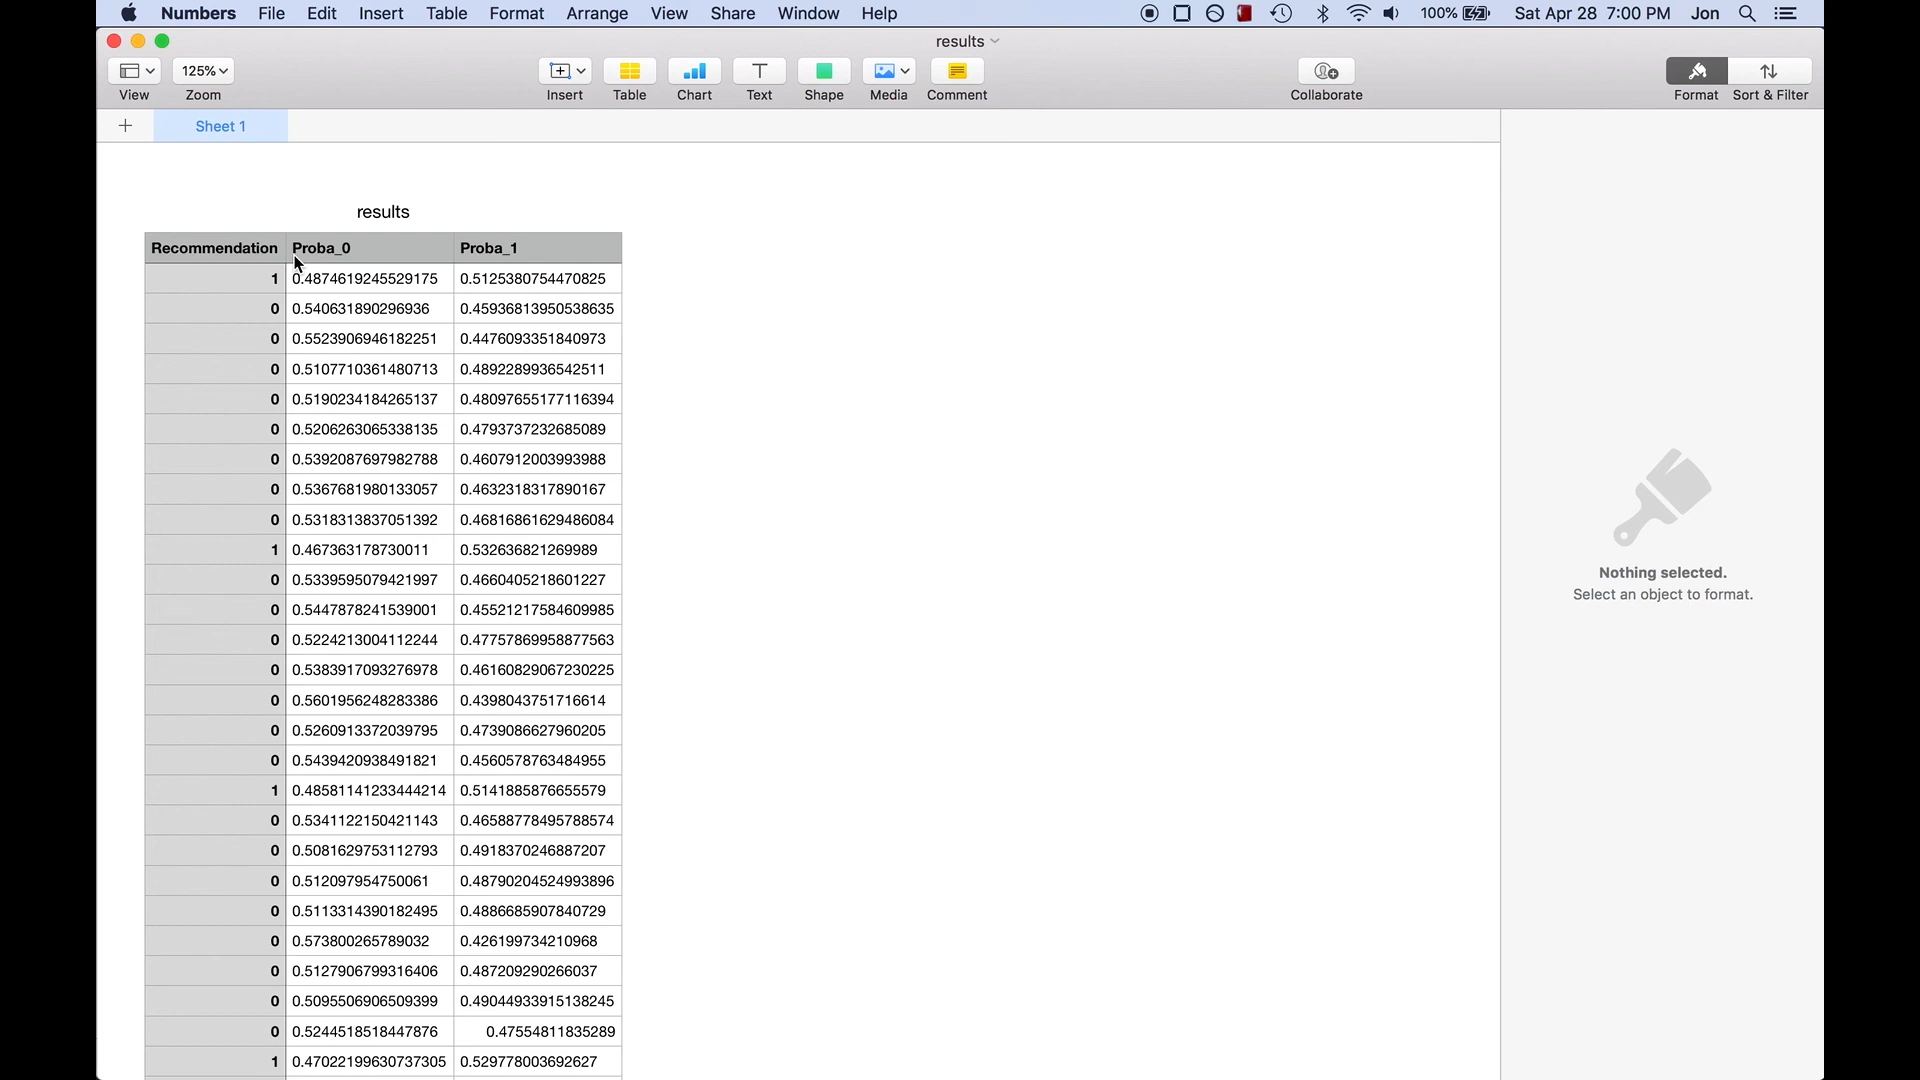 Numbers File Edit Insert Table Format Arrange View Share Window Help 100% Sat Apr 28 7:00 PM Jon
results
125%
View Zoom Insert Table Chart Text Shape Media Comment Collaborate Format Sort & Filter
Sheet 1
results
Recommendation Proba_0 Proba_1
1 0.4874619245529175 0.5125380754470825
0 0.540631890296936 0.45936813950538635
0 0.5523906946182251 0.4476093351840973
0 0.5107710361480713 0.4892289936542511
0 0.5190234184265137 0.48097655177116394
0 0.5206263065338135 0.4793737232685089
0 0.5392087697982788 0.4607912003993988
0 0.5367681980133057 0.4632318317890167
0 0.5318313837051392 0.46816861629486084
1 0.467363178730011 0.532636821269989
0 0.5339595079421997 0.4660405218601227
0 0.5447878241539001 0.45521217584609985
0 0.5224213004112244 0.47757869958877563
0 0.5383917093276978 0.46160829067230225
0 0.5601956248283386 0.4398043751716614
0 0.5260913372039795 0.4739086627960205
0 0.5439420938491821 0.4560578763484955
1 0.48581141233444214 0.5141885876655579
0 0.5341122150421143 0.46588778495788574
0 0.5081629753112793 0.4918370246887207
0 0.512097954750061 0.48790204524993896
0 0.5113314390182495 0.4886685907840729
0 0.573800265789032 0.426199734210968
0 0.5127906799316406 0.487209290266037
0 0.5095506906509399 0.49044933915138245
0 0.5244518518447876 0.47554811835289
1 0.47022199630737305 0.529778003692627
Nothing selected.
Select an object to format.